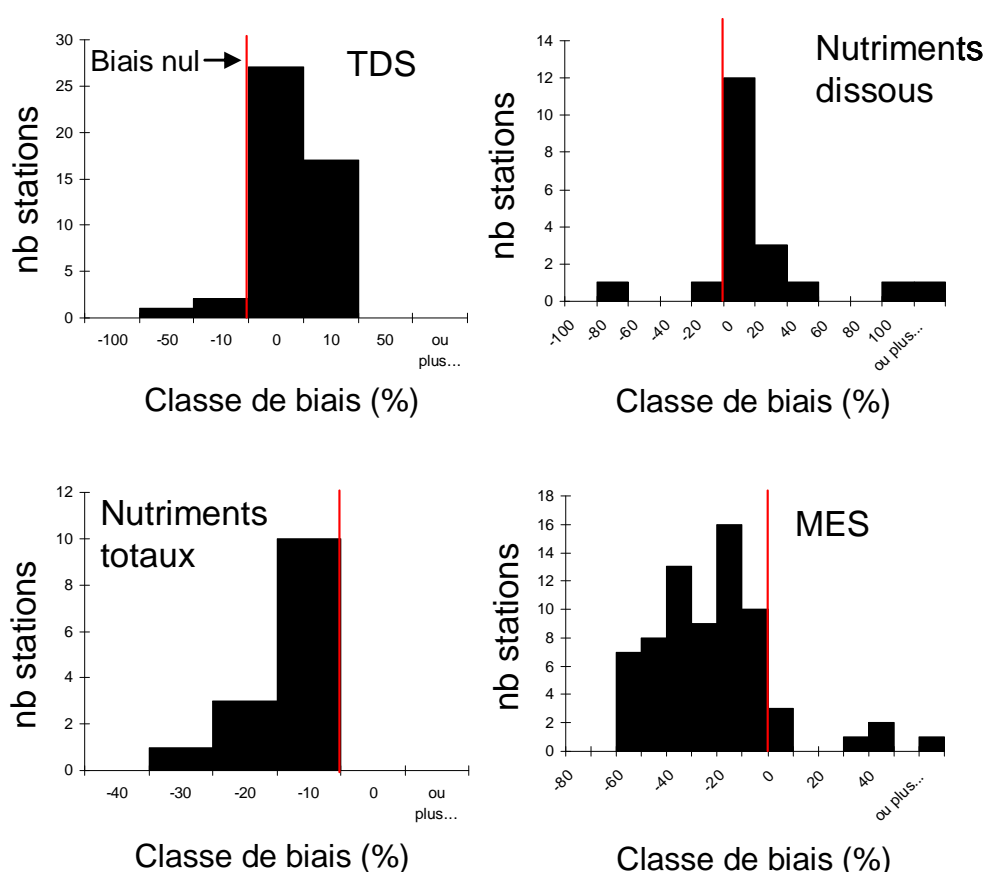 30
25
20
15
10
5
0
nb stations
Biais nul
TDS
-100 -50 -10 0 10 50 ou
plus...
Classe de biais (%)
14
12
10
8
6
4
2
0
nb stations
Nutriments
dissous
-100 -80 -60 -40 -20 0 20 40 60 80 100 ou plus...
Classe de biais (%)
12
10
8
6
4
2
0
nb stations
Nutriments
totaux
-40 -30 -20 -10 0 ou
plus...
Classe de biais (%)
18
16
14
12
10
8
6
4
2
0
nb stations
MES
-80 -60 -40 -20 0 20 40 ou plus...
Classe de biais (%)